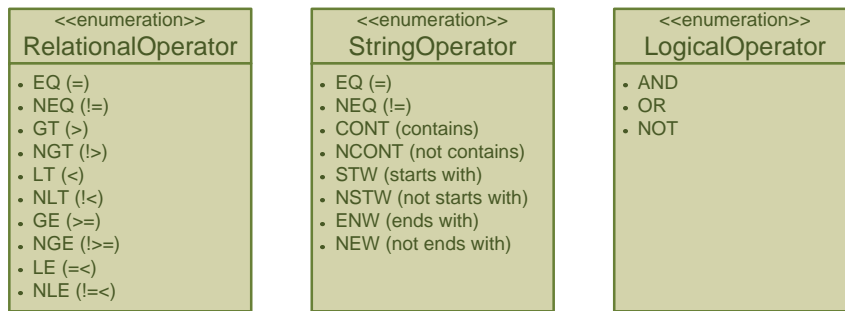 <<enumeration>>
RelationalOperator
• EQ (=)
• NEQ (!=)
• GT (>)
• NGT (!>)
• LT (<)
• NLT (!<)
• GE (>=)
• NGE (!>=)
• LE (=<)
• NLE (!=<)
<<enumeration>>
StringOperator
• EQ (=)
• NEQ (!=)
• CONT (contains)
• NCONT (not contains)
• STW (starts with)
• NSTW (not starts with)
• ENW (ends with)
• NEW (not ends with)
<<enumeration>>
LogicalOperator
• AND
• OR
• NOT